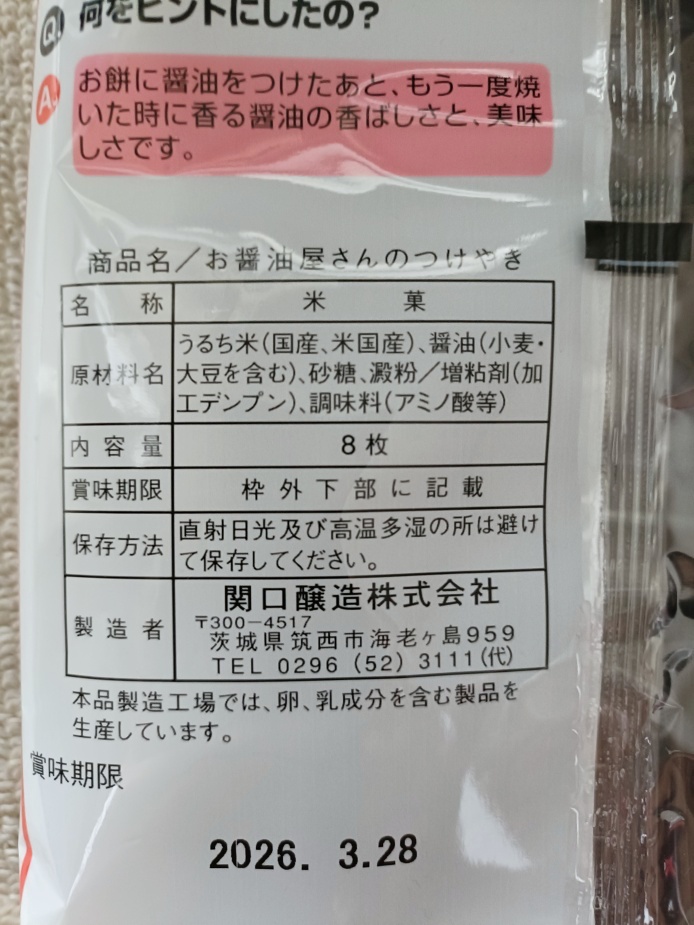 Q. 何をヒントにしたの？
A. お餅に醤油をつけたあと、もう一度焼
いた時に香る醤油の香ばしさと、美味
しさです。
商品名／お醤油屋さんのつけやき
名称 米菓
原材料名 うるち米(国産、米国産)、醤油(小麦・
大豆を含む)、砂糖、澱粉／増粘剤(加
工デンプン)、調味料(アミノ酸等)
内容量 8枚
賞味期限 枠外下部に記載
保存方法 直射日光及び高温多湿の所は避け
て保存してください。
製造者 関口醸造株式会社
〒300－4517
茨城県筑西市海老ヶ島959
TEL 0296 (52) 3111(代)
本品製造工場では、卵、乳成分を含む製品を
生産しています。
賞味期限
2026. 3.28